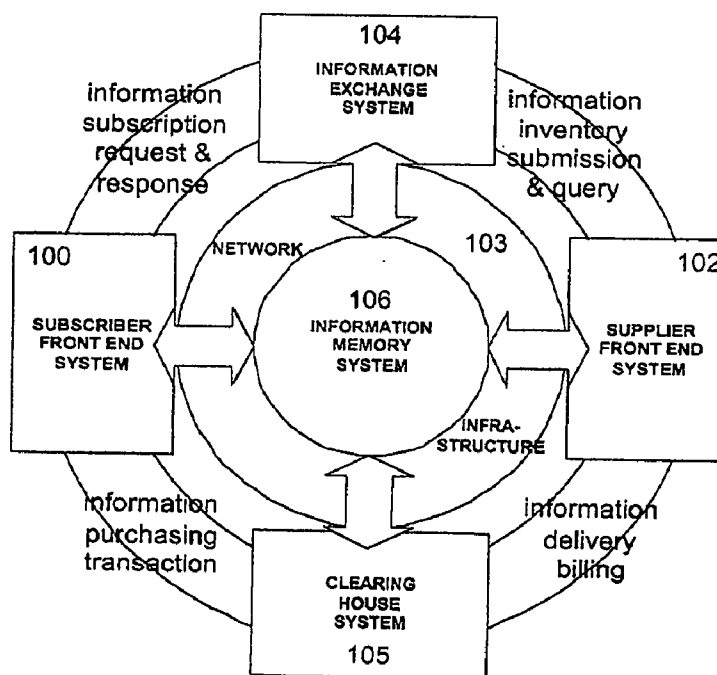 104
INFORMATION
EXCHANGE
SYSTEM
information
subscription
request &
response
information
inventory
submission
& query
100
SUBSCRIBER
FRONT END
SYSTEM
NETWORK
103
106
INFORMATION
MEMORY
SYSTEM
102
SUPPLIER
FRONT END
SYSTEM
INFRA-
STRUCTURE
information
purchasing
transaction
information
delivery
billing
CLEARING
HOUSE
SYSTEM
105